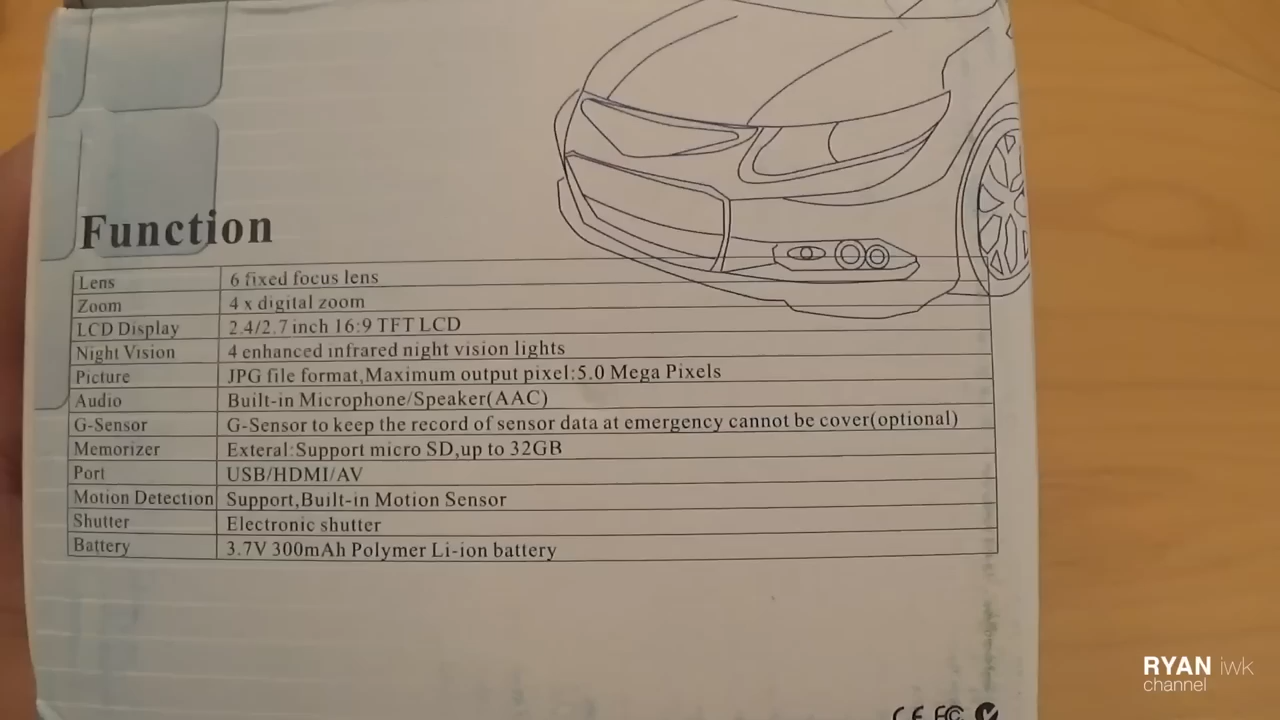 Function
Lens 6 fixed focus lens
Zoom 4 x digital zoom
LCD Display 2.4/2.7 inch 16:9 TFT LCD
Night Vision 4 enhanced infrared night vision lights
Picture JPG file format,Maximum output pixel:5.0 Mega Pixels
Audio Built-in Microphone/Speaker(AAC)
G-Sensor G-Sensor to keep the record of sensor data at emergency cannot be cover(optional)
Memorizer Exteral:Support micro SD,up to 32GB
Port USB/HDMI/AV
Motion Detection Support,Built-in Motion Sensor
Shutter Electronic shutter
Battery 3.7V 300mAh Polymer Li-ion battery
CE FC
RYAN iwk
channel